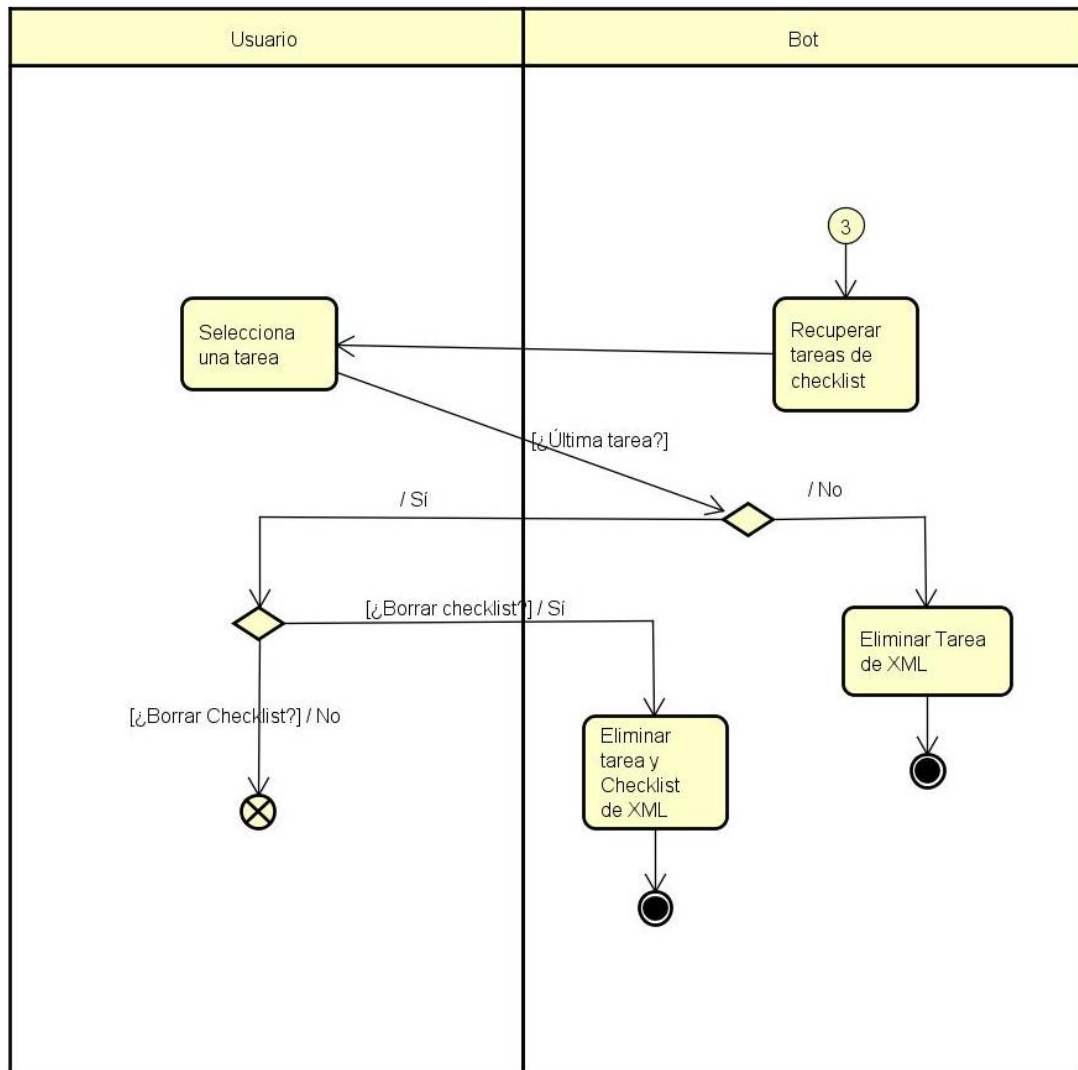 Usuario
Bot
3
Selecciona
una tarea
Recuperar
tareas de
checklist
[¿Última tarea?]
/ Sí
/ No
[¿Borrar checklist?] / Sí
Eliminar Tarea
de XML
[¿Borrar Checklist?] / No
Eliminar
tarea y
Checklist
de XML